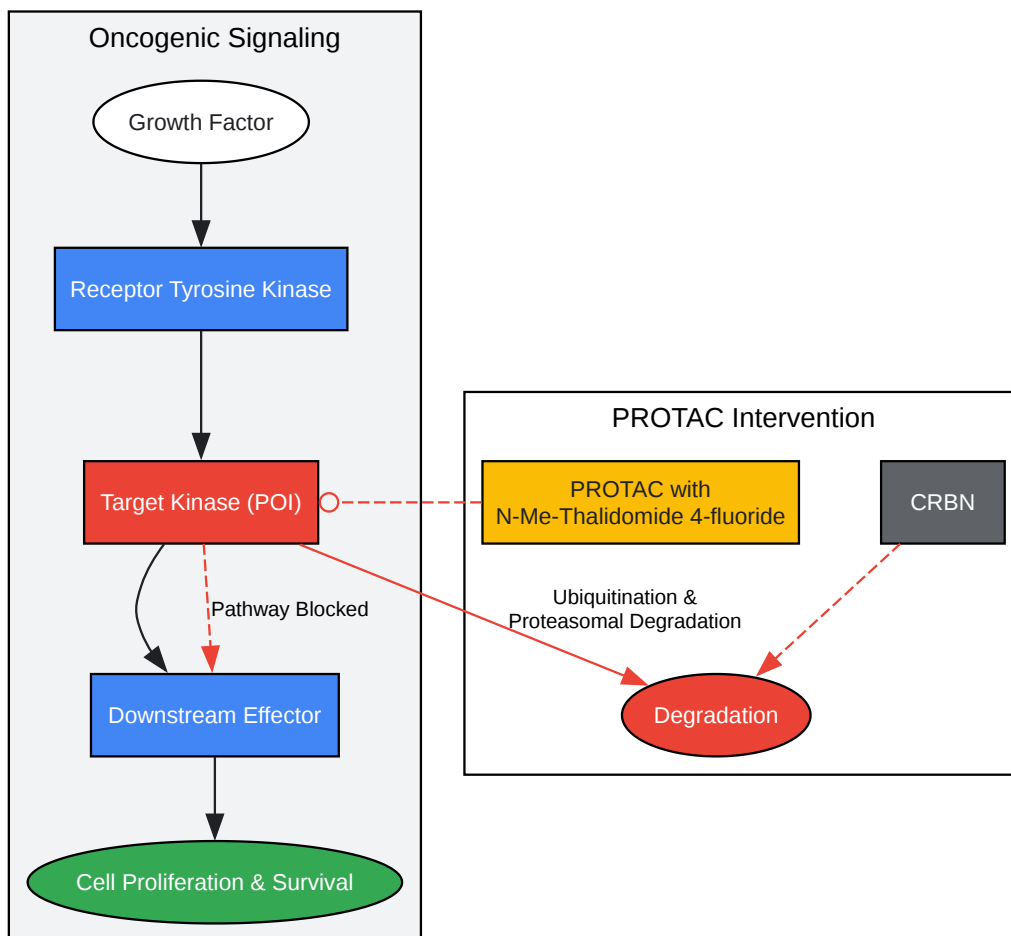 Oncogenic Signaling
Growth Factor
Receptor Tyrosine Kinase
Target Kinase (POI)
Pathway Blocked
Downstream Effector
Cell Proliferation & Survival
PROTAC Intervention
PROTAC with
N-Me-Thalidomide 4-fluoride
CRBN
Ubiquitination &
Proteasomal Degradation
Degradation